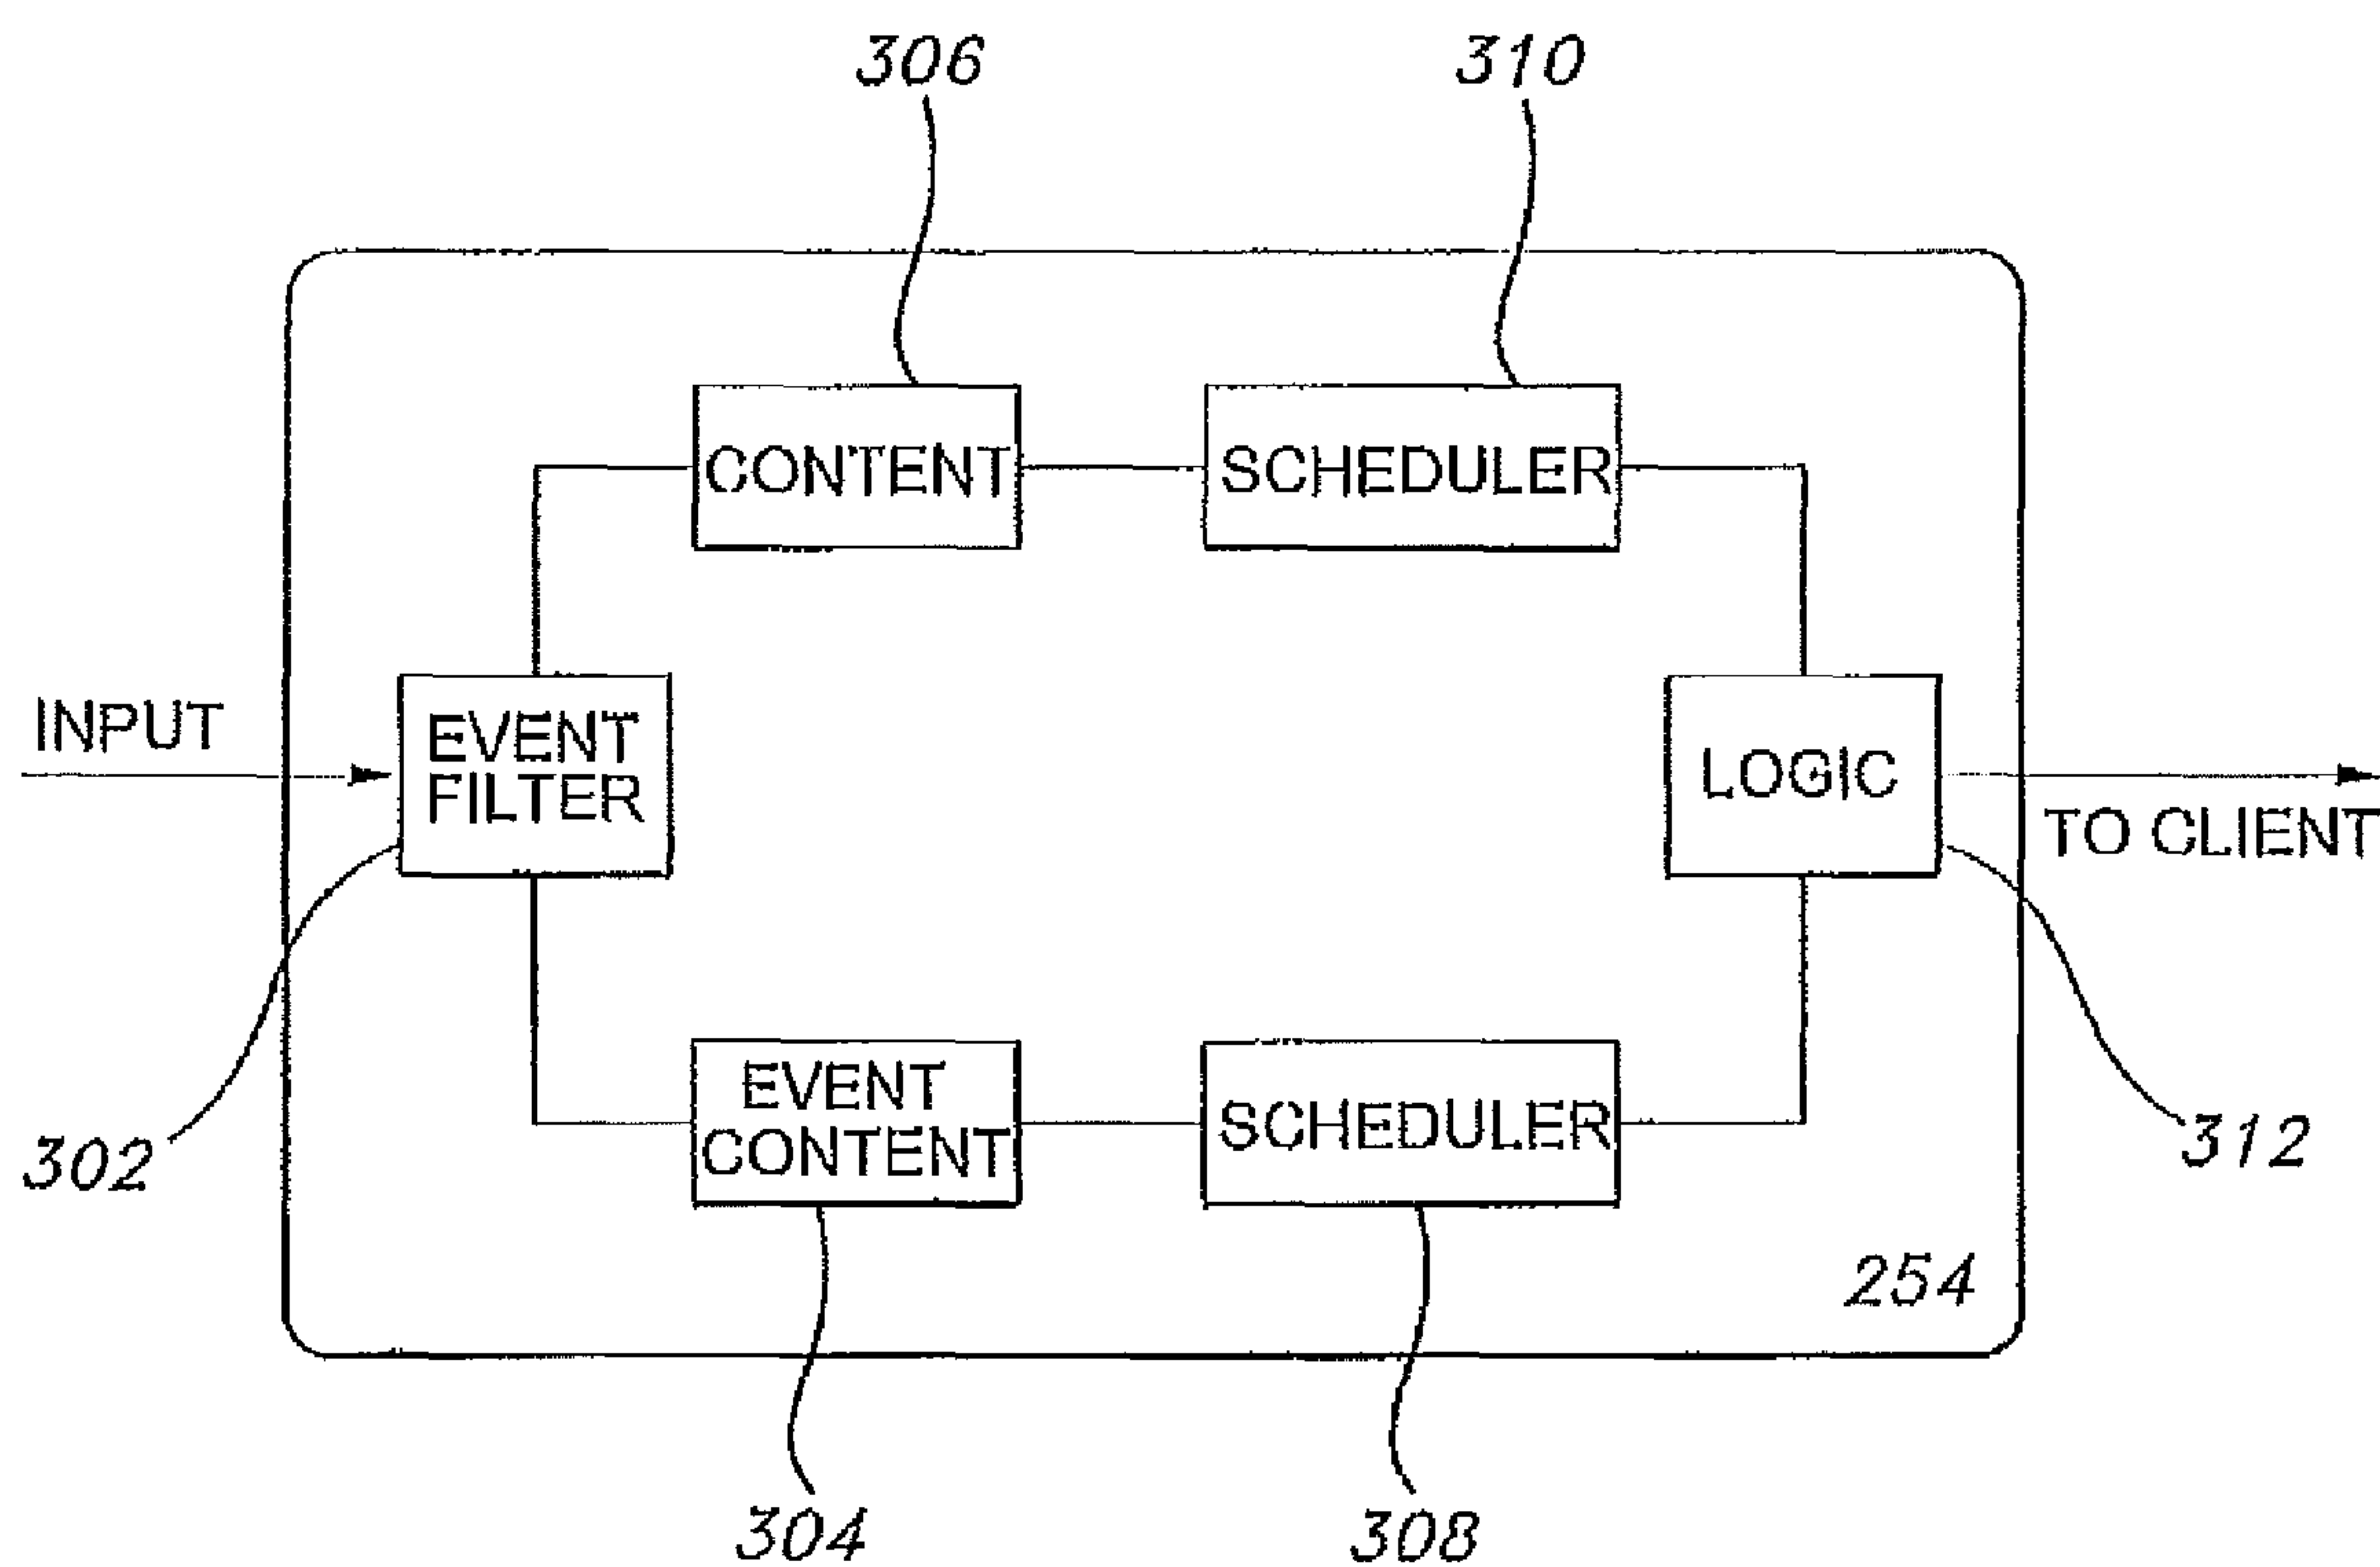 306
310
CONTENT
SCHEDULER
INPUT
EVENT
FILTER
LOGIC
TO CLIENT
302
EVENT
CONTENT
SCHEDULER
312
254
304
308